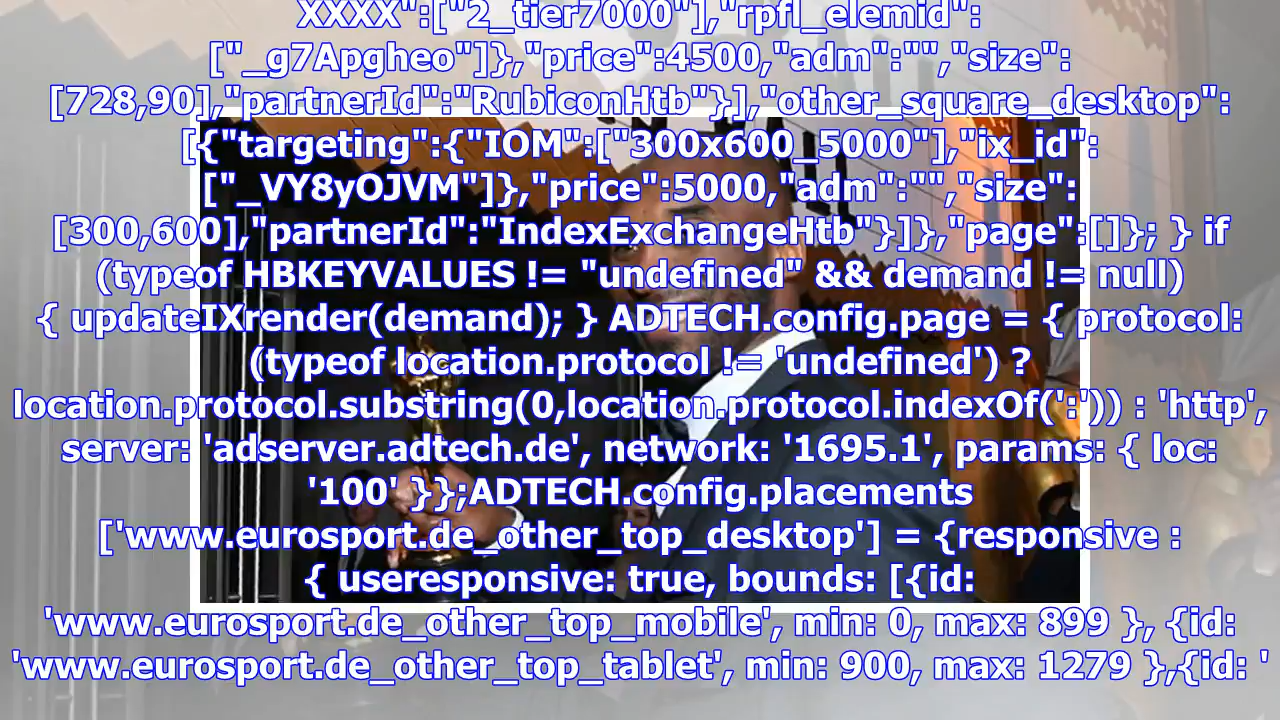 XXXX":["2_tier7000"],"rpfl_elemid":
["_g7Apgheo"]},"price":4500,"adm":"","size":
[728,90],"partnerId":"RubiconHtb"}],"other_square_desktop":
[{"targeting":{"IOM":["300x600_5000"],"ix_id":
["_VY8yOJVM"]},"price":5000,"adm":"","size":
[300,600],"partnerId":"IndexExchangeHtb"}]},"page":[]}; } if
(typeof HBKEYVALUES != "undefined" && demand != null)
{ updateIXrender(demand); } ADTECH.config.page = { protocol:
(typeof location.protocol != 'undefined') ?
location.protocol.substring(0,location.protocol.indexOf(':')) : 'http',
server: 'adserver.adtech.de', network: '1695.1', params: { loc:
'100' }};ADTECH.config.placements
['www.eurosport.de_other_top_desktop'] = {responsive :
{ useresponsive: true, bounds: [{id:
'www.eurosport.de_other_top_mobile', min: 0, max: 899 }, {id:
'www.eurosport.de_other_top_tablet', min: 900, max: 1279 },{id: '